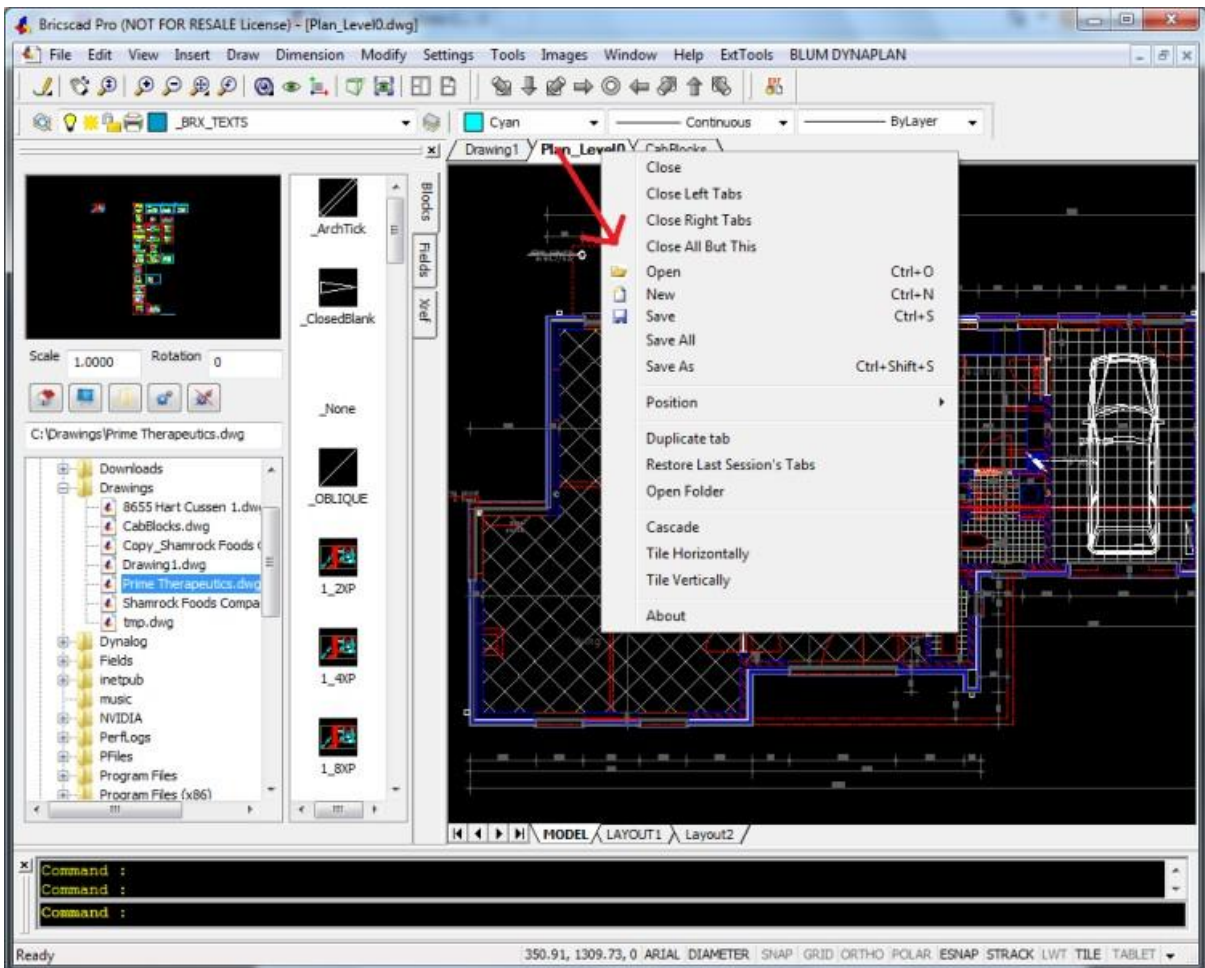 Bricscad Pro (NOT FOR RESALE License) - [Plan_Level0.dwg]
File Edit View Insert Draw Dimension Modify Settings Tools Images Window Help ExtTools BLUM DYNAPLAN
_BRX_TEXTS Cyan Continuous ByLayer
Drawing1 Plan_Level0 CabBlocks
Blocks
Fields
Xref
_ArchTick
_ClosedBlank
_None
_OBLIQUE
1_2XP
1_4XP
1_8XP
Scale 1.0000 Rotation 0
C:\Drawings\Prime Therapeutics.dwg
Downloads
Drawings
8655 Hart Cussen 1.dw
CabBlocks.dwg
Copy_Shamrock Foods
Drawing1.dwg
Prime Therapeutics.dwg
Shamrock Foods Compa
tmp.dwg
Dynalog
Fields
inetpub
music
NVIDIA
PerfLogs
PFiles
Program Files
Program Files (x86)
Close
Close Left Tabs
Close Right Tabs
Close All But This
Open Ctrl+O
New Ctrl+N
Save Ctrl+S
Save All
Save As Ctrl+Shift+S
Position
Duplicate tab
Restore Last Session's Tabs
Open Folder
Cascade
Tile Horizontally
Tile Vertically
About
MODEL LAYOUT1 Layout2
Command :
Command :
Command :
Ready 350.91, 1309.73, 0 ARIAL DIAMETER SNAP GRID ORTHO POLAR ESNAP STRACK LWT TILE TABLET